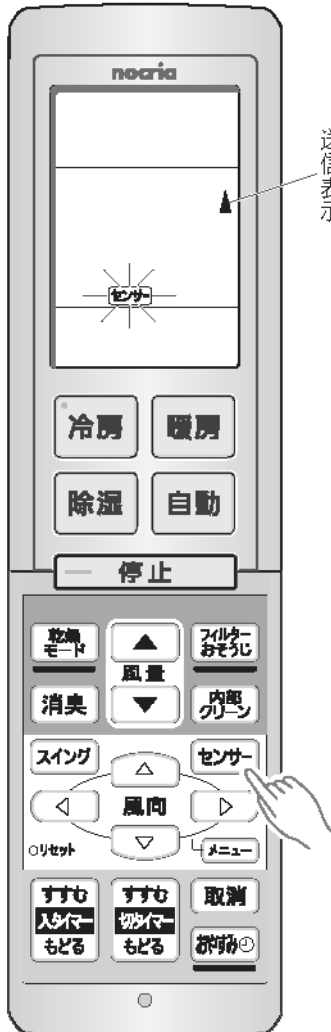 nocria
送信表示
センサー
冷房
暖房
除湿
自動
停止
乾燥
モード
風量
フィルター
おそうじ
消臭
内部
クリーン
スイング
センサー
風向
リセット
メニュー
すすむ
入タイマー
もどる
すすむ
切タイマー
もどる
取消
おやすみ